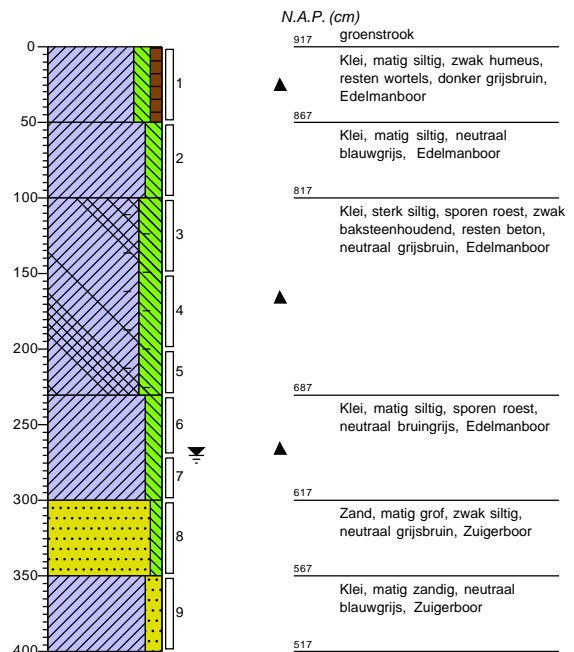 N.A.P. (cm)
917 groenstrook
0
Klei, matig siltig, zwak humeus,
resten wortels, donker grijsbruin,
Edelmanboor
1
50
867
Klei, matig siltig, neutraal
blauwgrijs, Edelmanboor
2
100
817
Klei, sterk siltig, sporen roest, zwak
baksteenhoudend, resten beton,
neutraal grijsbruin, Edelmanboor
3
150
4
200
5
687
Klei, matig siltig, sporen roest,
neutraal bruingrijs, Edelmanboor
6
250
7
300
617
Zand, matig grof, zwak siltig,
neutraal grijsbruin, Zuigerboor
8
350
567
Klei, matig zandig, neutraal
blauwgrijs, Zuigerboor
9
400
517